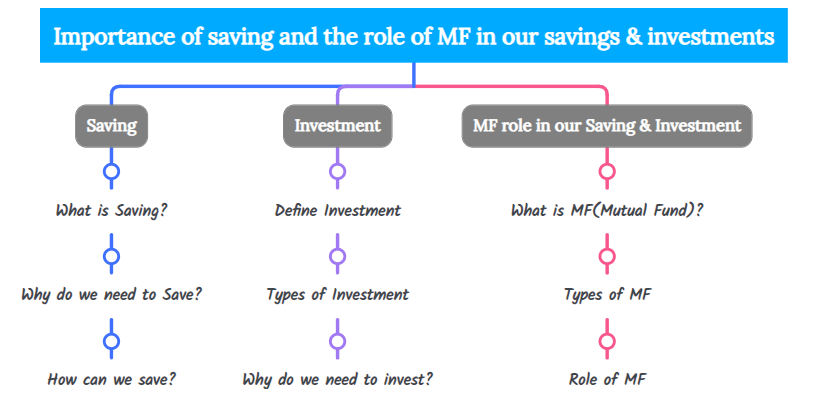 Importance of saving and the role of MF in our savings & investments
Saving
What is Saving?
Why do we need to Save?
How can we save?
Investment
Define Investment
Types of Investment
Why do we need to invest?
MF role in our Saving & Investment
What is MF(Mutual Fund)?
Types of MF
Role of MF